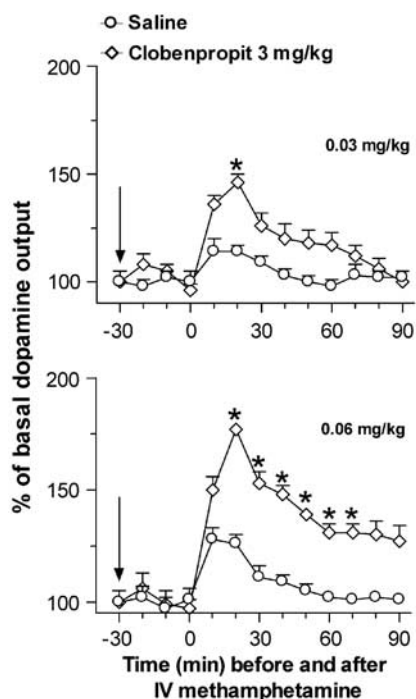 Saline
Clobenpropit 3 mg/kg
200
0.03 mg/kg
150
*
100
-30 0 30 60 90
% of basal dopamine output
200
0.06 mg/kg
*
* * * * *
150
100
-30 0 30 60 90
Time (min) before and after
IV methamphetamine